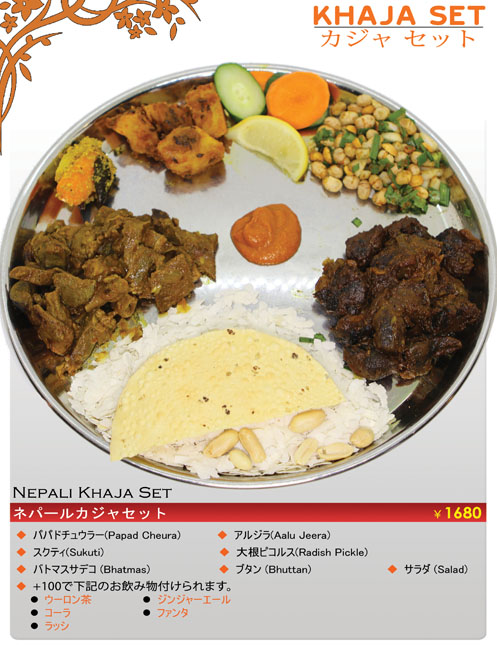 KHAJA SET
カジャ セット
NEPALI KHAJA SET
ネパールカジャセット ￥1680
◆ パパドチュウラー(Papad Cheura) ◆ アルジラ(Aalu Jeera)
◆ スクティ(Sukuti) ◆ 大根ピコルス(Radish Pickle)
◆ バトマスサデコ (Bhatmas) ◆ ブタン (Bhuttan) ◆ サラダ (Salad)
◆ +100で下記のお飲み物付けられます。
● ウーロン茶 ● ジンジャーエール
● コーラ ● ファンタ
● ラッシ